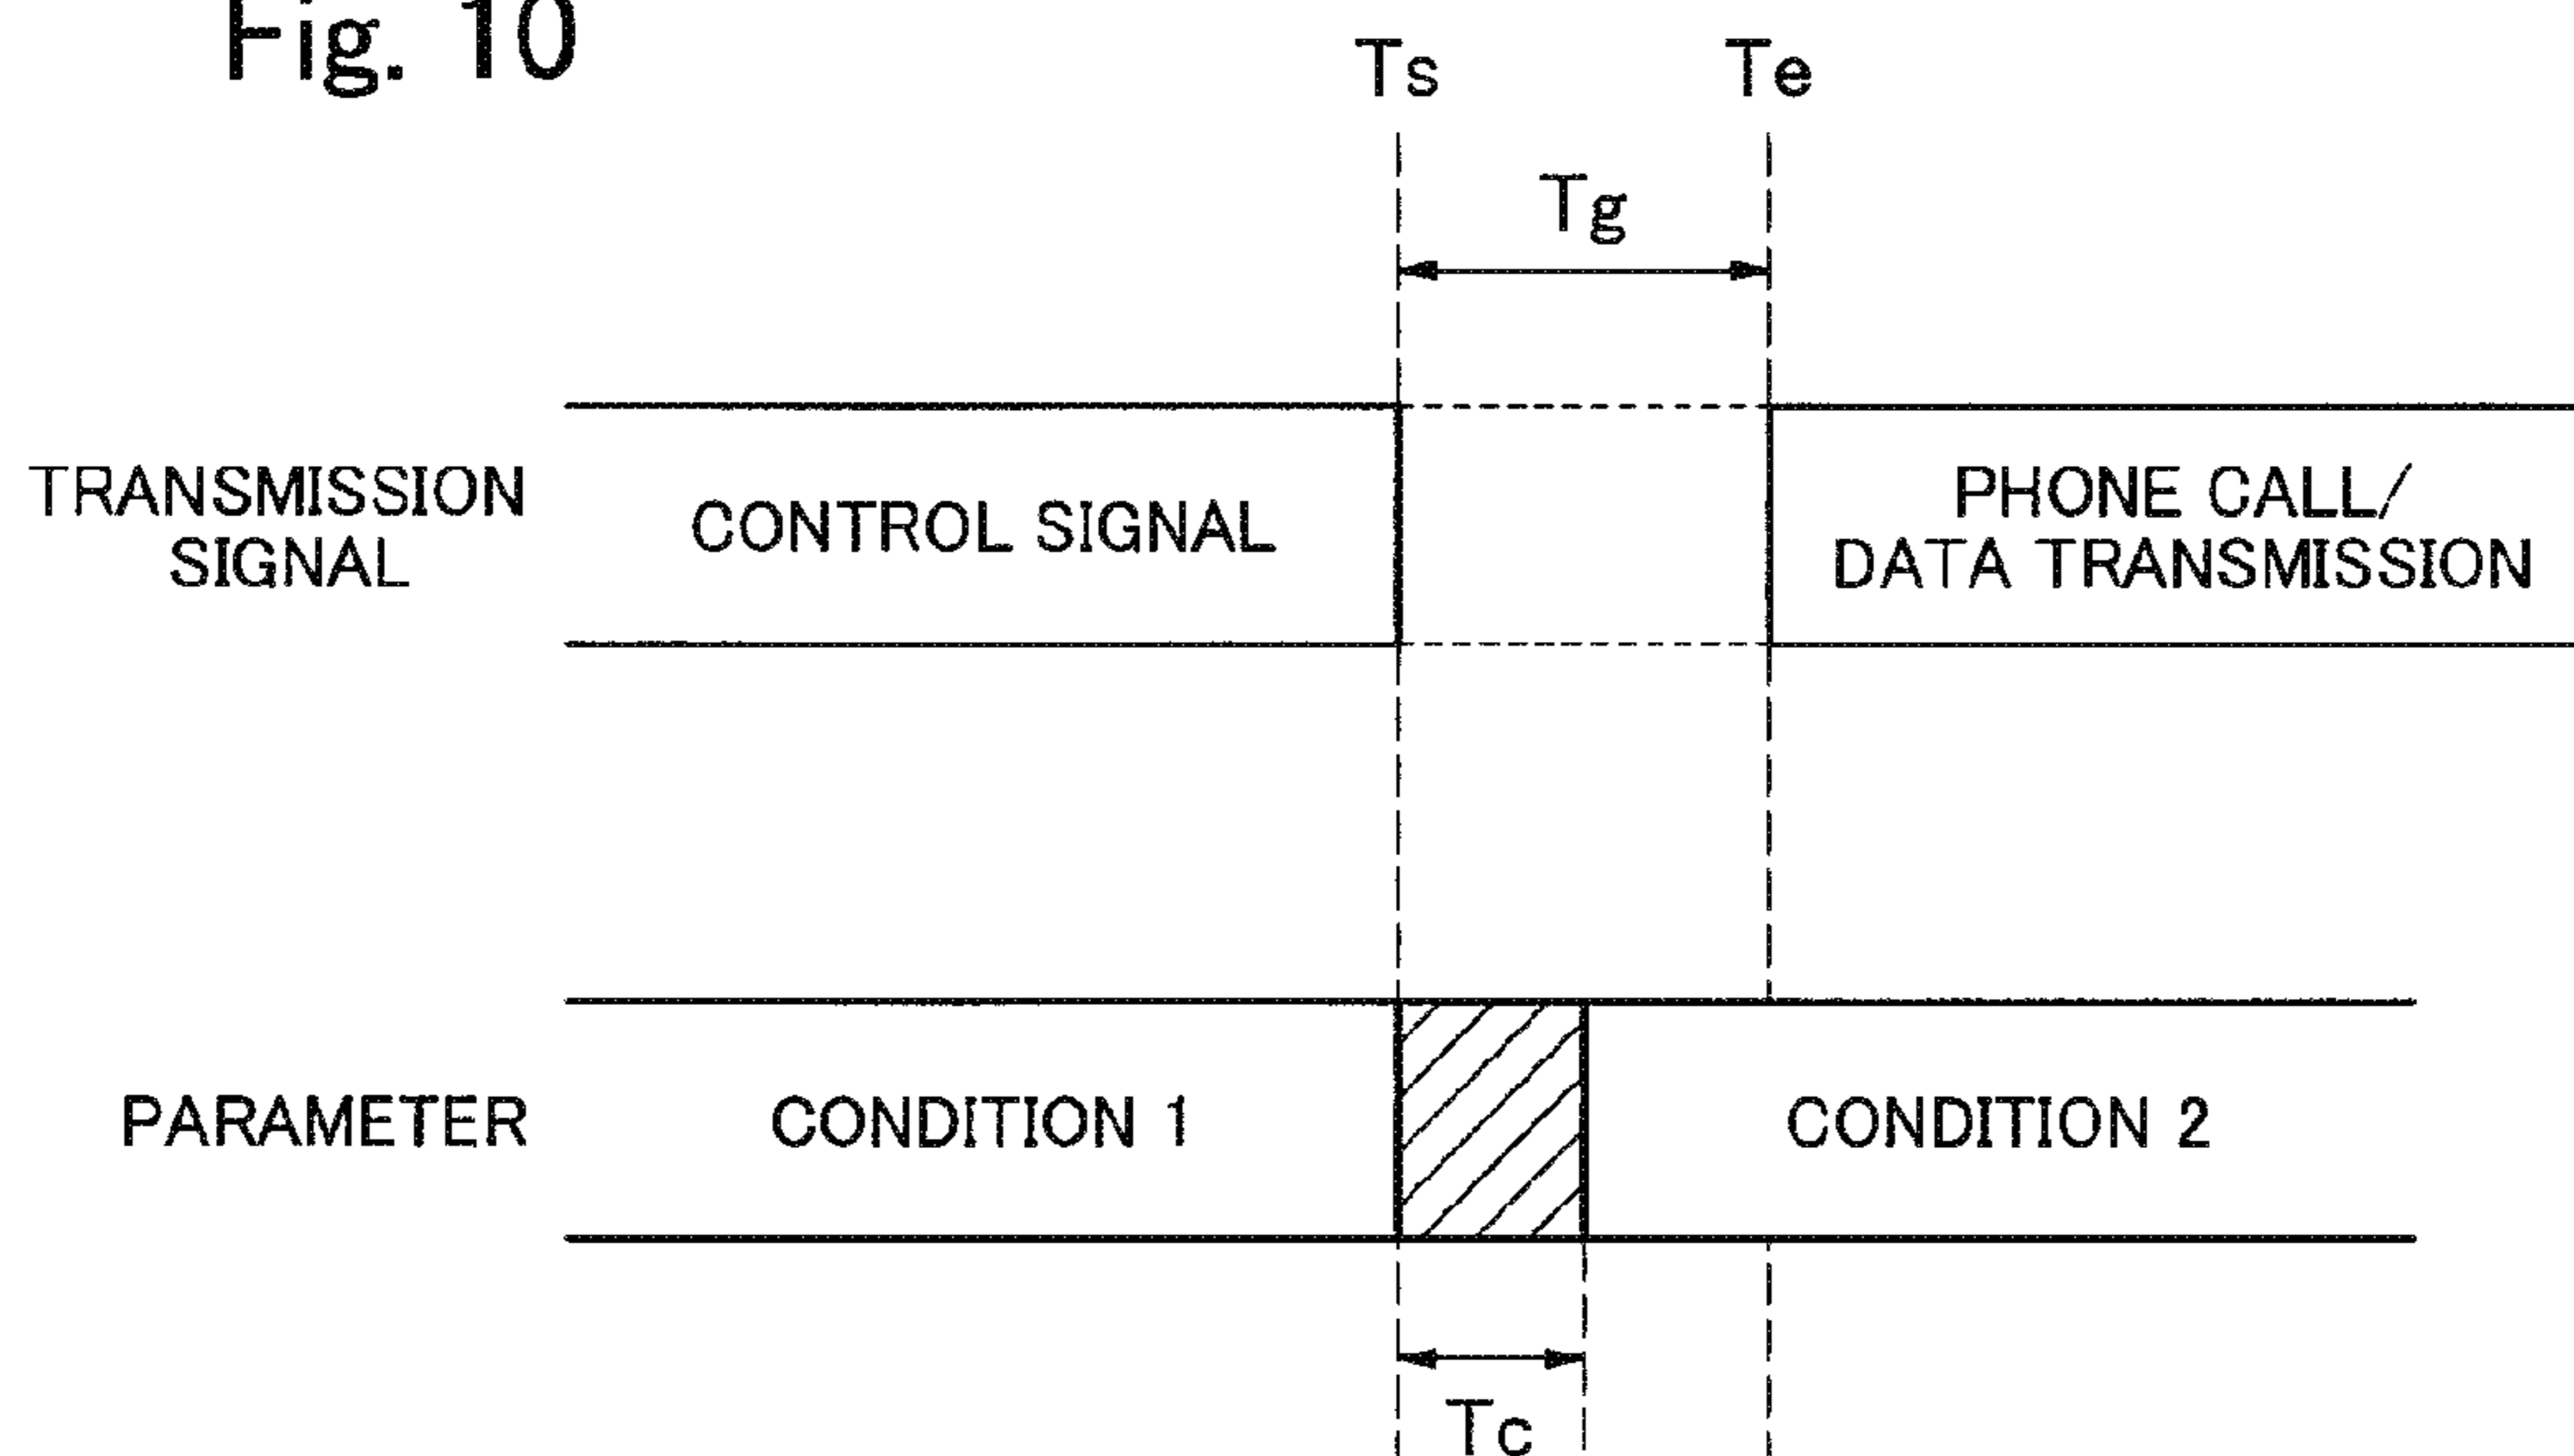 Fig. 10
Ts
Te
Tg
TRANSMISSION
SIGNAL
CONTROL SIGNAL
PHONE CALL/
DATA TRANSMISSION
PARAMETER
CONDITION 1
CONDITION 2
Tc